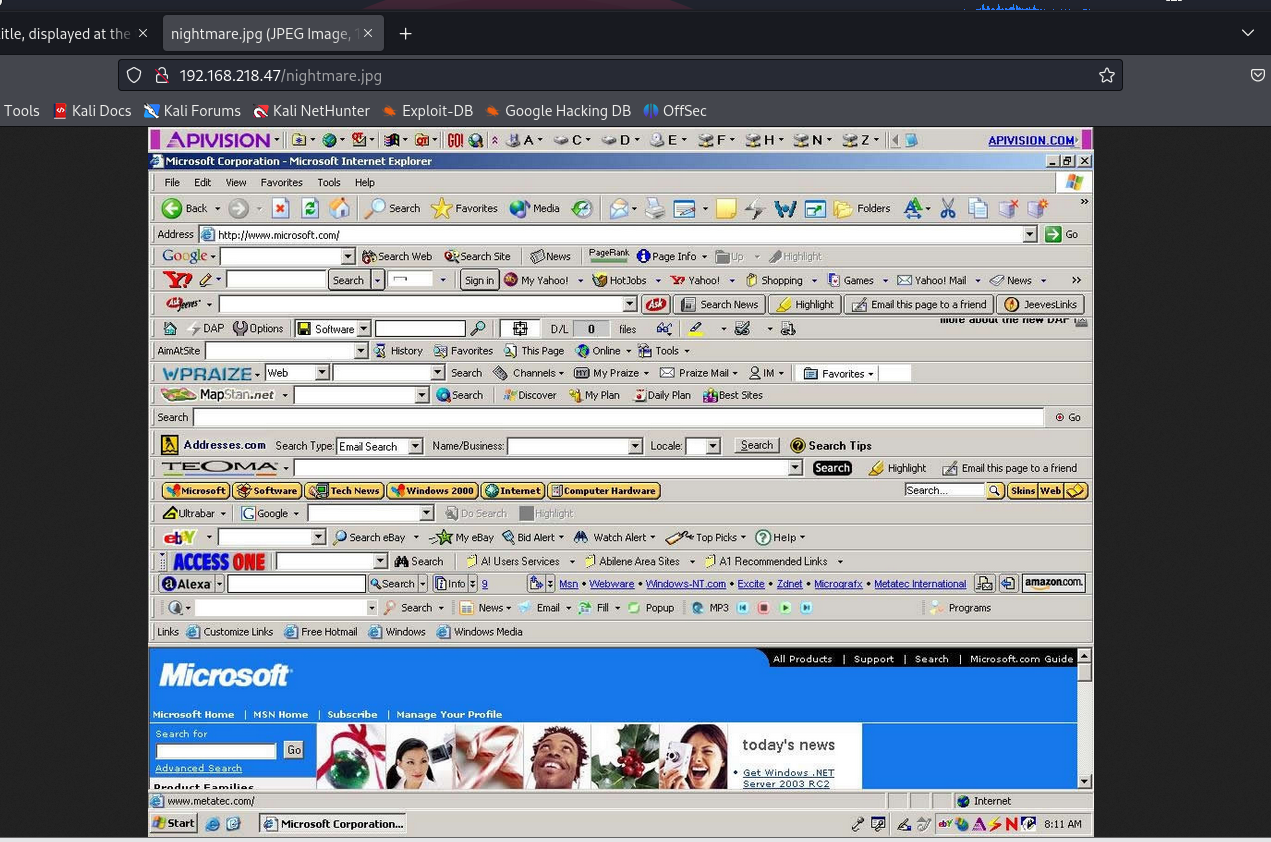 itle, displayed at the
nightmare.jpg (JPEG Image, 1
192.168.218.47/nightmare.jpg
Tools Kali Docs Kali Forums Kali NetHunter Exploit-DB Google Hacking DB OffSec
APIVISION GO! A C D E F H N Z APIVISION.COM
Microsoft Corporation - Microsoft Internet Explorer
File Edit View Favorites Tools Help
Back Search Favorites Media Folders
Address http://www.microsoft.com/ Go
Google Search Web Search Site News PageRank Page Info Up Highlight
Y! Search Sign in My Yahoo! HotJobs Yahoo! Shopping Games Yahoo! Mail News
Jeeves Ask Search News Highlight Email this page to a friend JeevesLinks
DAP Options Software D/L 0 files more about the new DAP
AimAtSite History Favorites This Page Online Tools
WPRAIZE Web Search Channels My Praize Praize Mail IM Favorites
MapStan.net Search Discover My Plan Daily Plan Best Sites
Search Go
Addresses.com Search Type: Email Search Name/Business: Locale: Search Search Tips
TEOMA Search Highlight Email this page to a friend
Microsoft Software Tech News Windows 2000 Internet Computer Hardware Search... Skins Web
Ultrabar Google Do Search Highlight
ebY Search eBay My eBay Bid Alert Watch Alert Top Picks Help
ACCESS ONE Search A! Users Services Abilene Area Sites A1 Recommended Links
Alexa Search Info 9 Msn • Webware • Windows-NT.com • Excite • Zdnet • Micrografx • Metatec International amazon.com.
Search News Email Fill Popup MP3 Programs
Links Customize Links Free Hotmail Windows Windows Media
All Products | Support | Search | Microsoft.com Guide
Microsoft
Microsoft Home | MSN Home | Subscribe | Manage Your Profile
Search for
Go
Advanced Search
Product Families
today's news
• Get Windows .NET
Server 2003 RC2
www.metatec.com/ Internet
Start Microsoft Corporation... 8:11 AM